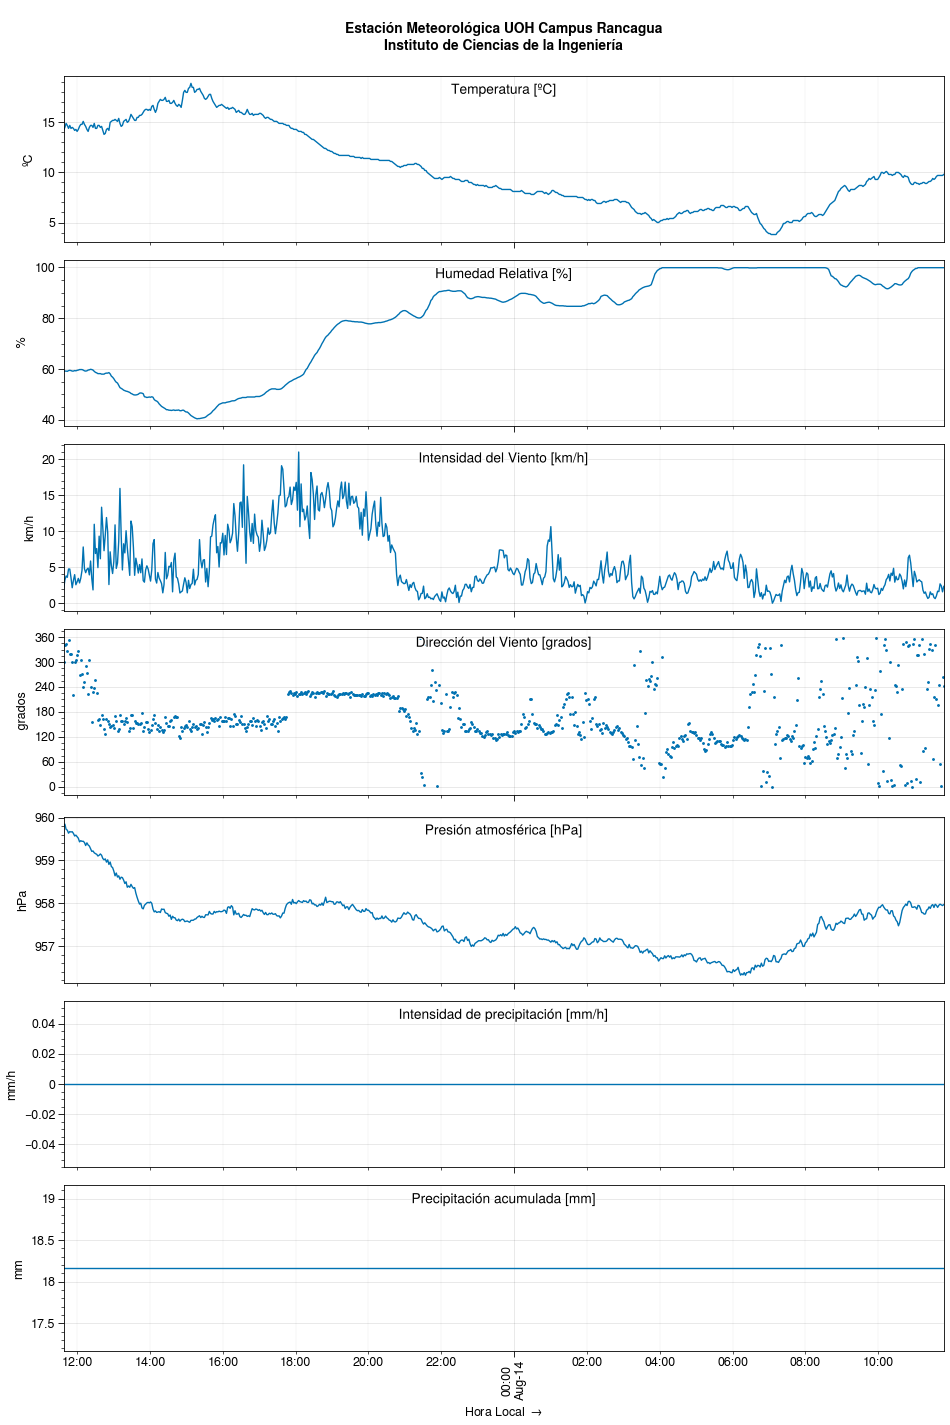 Estación Meteorológica UOH Campus Rancagua
Instituto de Ciencias de la Ingeniería
Temperatura [ºC]
ºC
15
10
5
Humedad Relativa [%]
%
100
80
60
40
Intensidad del Viento [km/h]
km/h
20
15
10
5
0
Dirección del Viento [grados]
grados
360
300
240
180
120
60
0
Presión atmosférica [hPa]
hPa
960
959
958
957
Intensidad de precipitación [mm/h]
mm/h
0.04
0.02
0
−0.02
−0.04
Precipitación acumulada [mm]
mm
19
18.5
18
17.5
12:00 14:00 16:00 18:00 20:00 22:00 00:00 02:00 04:00 06:00 08:00 10:00
Aug-14
Hora Local →